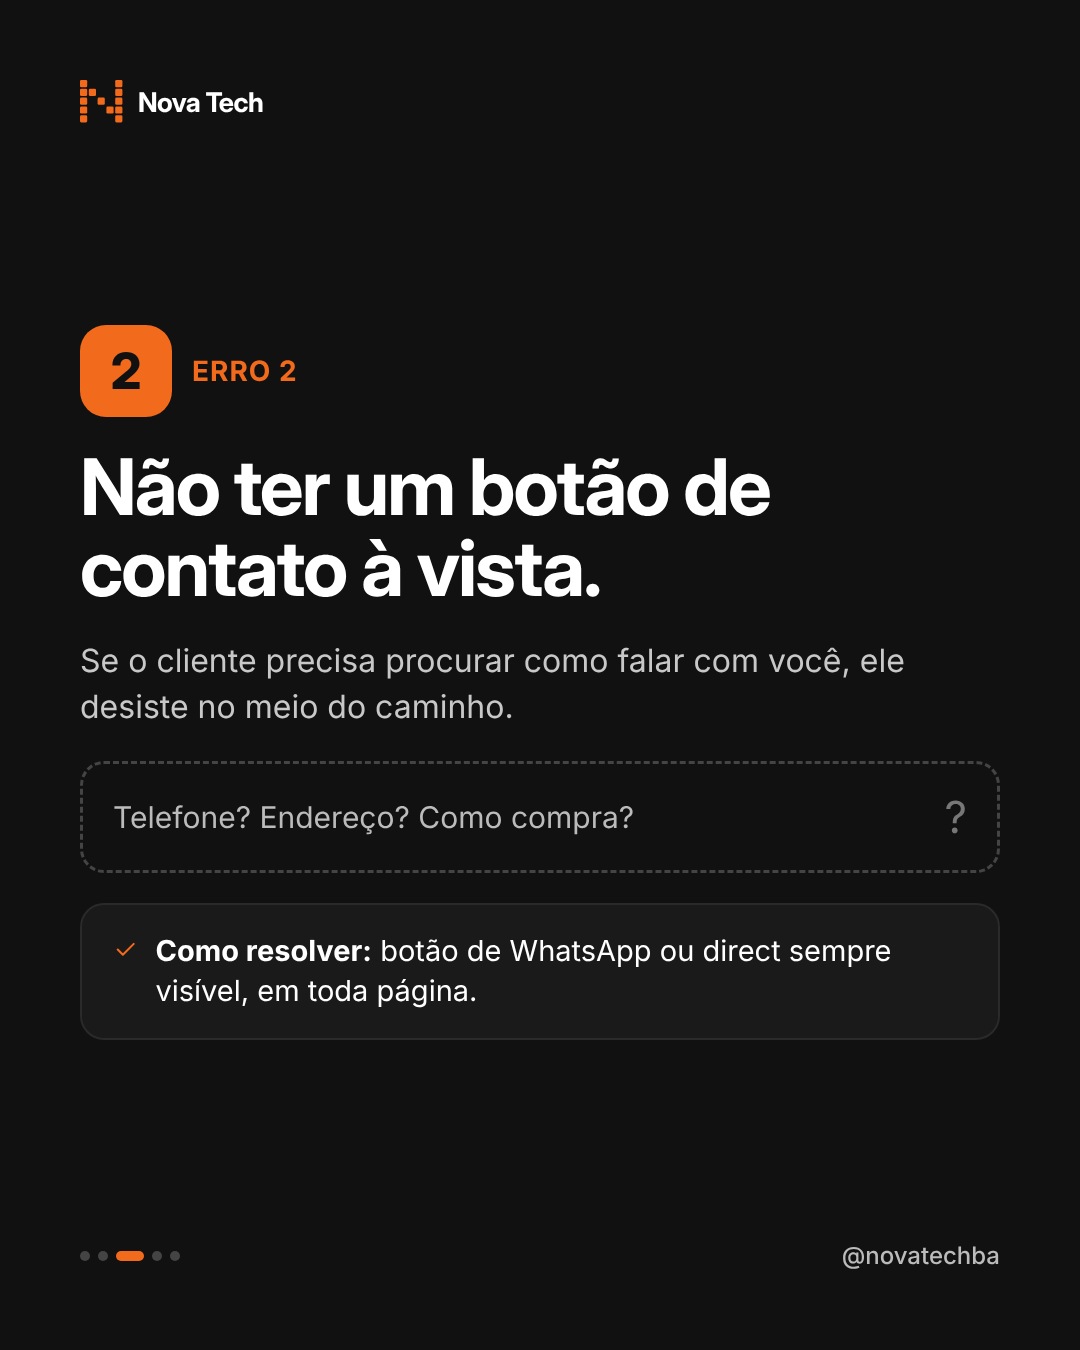 Nova Tech
2
ERRO 2
Não ter um botão de
contato à vista.
Se o cliente precisa procurar como falar com você, ele
desiste no meio do caminho.
Telefone? Endereço? Como compra?
?
Como resolver: botão de WhatsApp ou direct sempre
visível, em toda página.
@novatechba